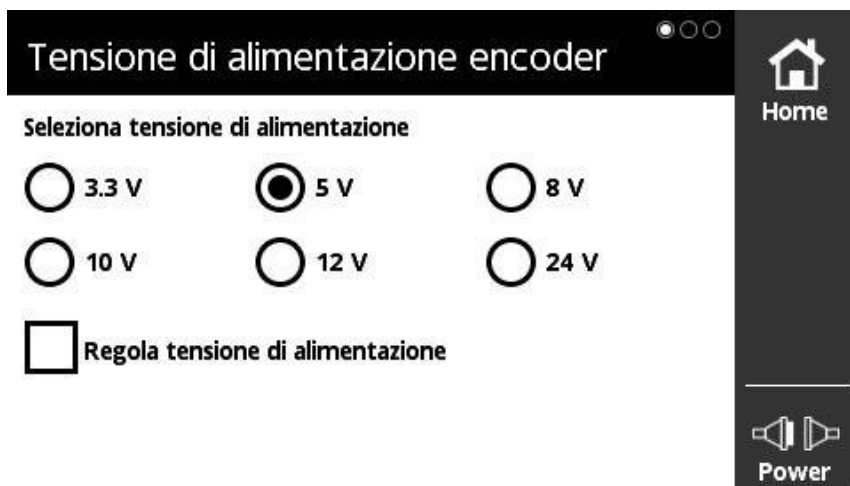 Tensione di alimentazione encoder
Home
Seleziona tensione di alimentazione
3.3 V 5 V 8 V
10 V 12 V 24 V
Regola tensione di alimentazione
Power